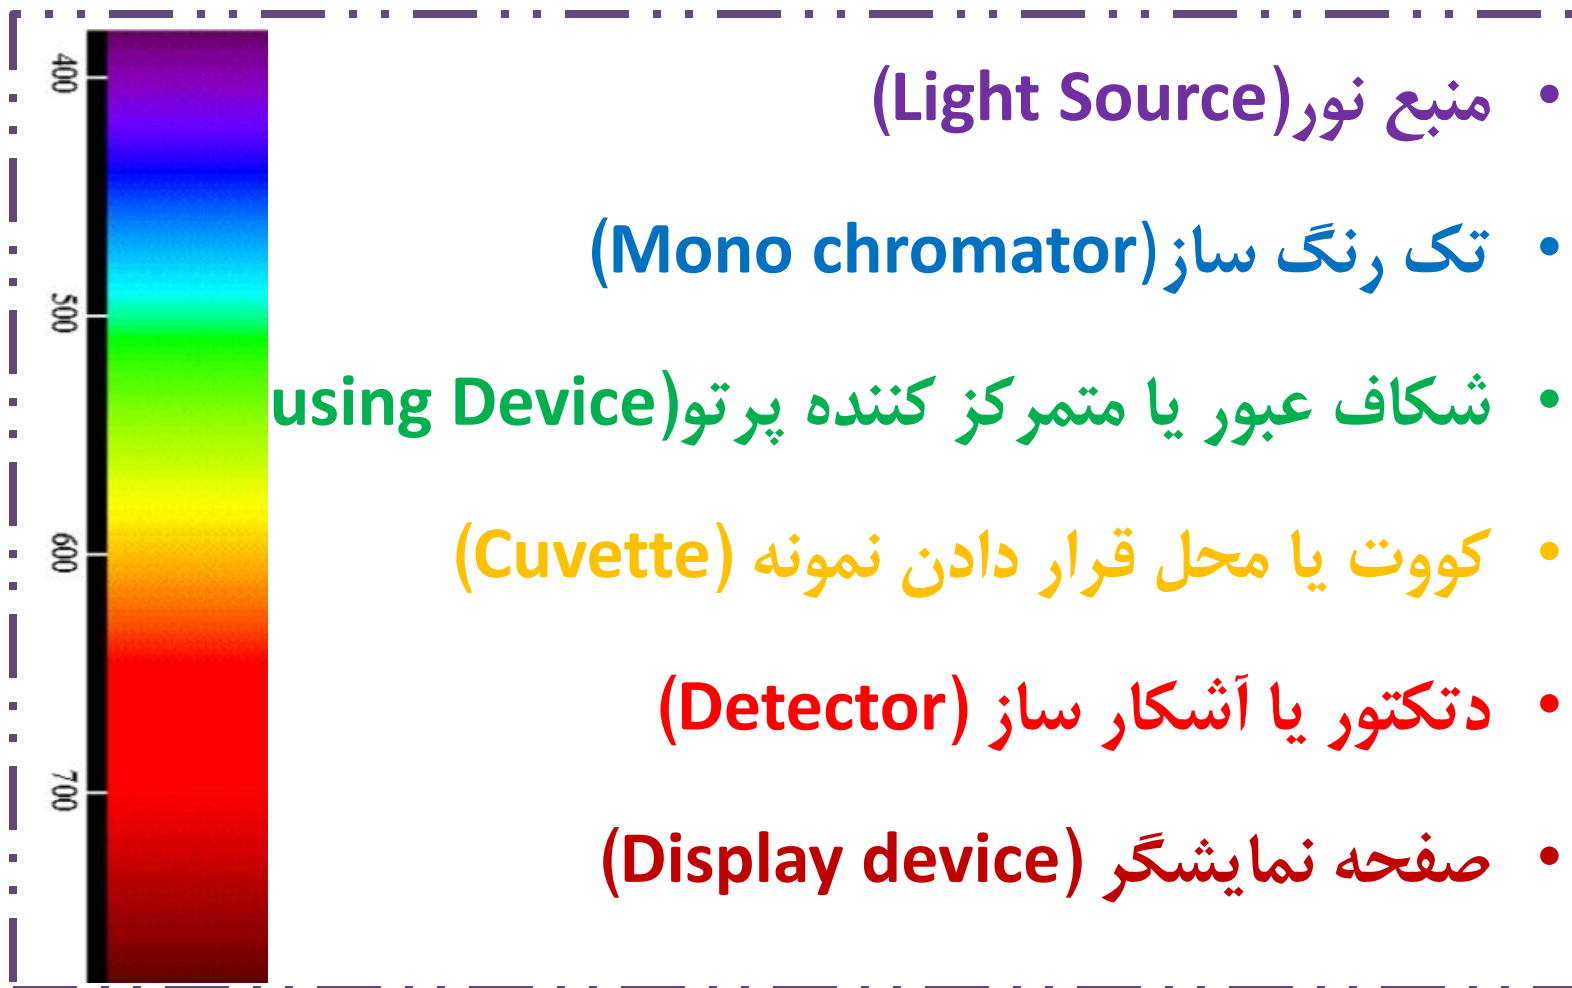 • منبع نور(Light Source)
• تک رنگ ساز(Mono chromator)
• شکاف عبور یا متمرکز کننده پرتو(using Device
• کووت یا محل قرار دادن نمونه (Cuvette)
• دتکتور یا آشکار ساز (Detector)
• صفحه نمایشگر (Display device)
400
500
600
700